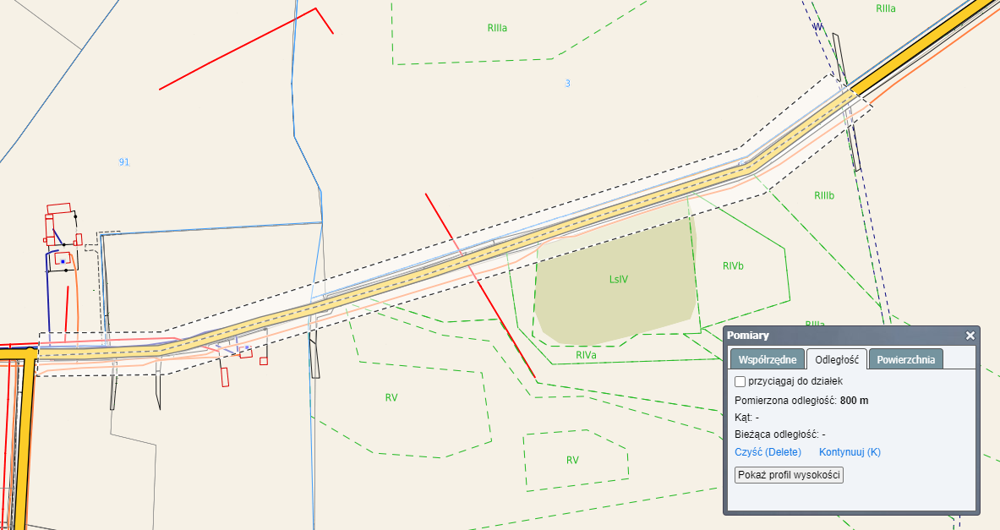 RIIIa
RIIIa
W
3
91
RIIIb
RIVb
LsIV
RIIIa
RIVa
RV
RV
Pomiary
Współrzędne
Odległość
Powierzchnia
przyciągaj do działek
Pomierzona odległość: 800 m
Kąt: -
Bieżąca odległość: -
Czyść (Delete)
Kontynuuj (K)
Pokaż profil wysokości